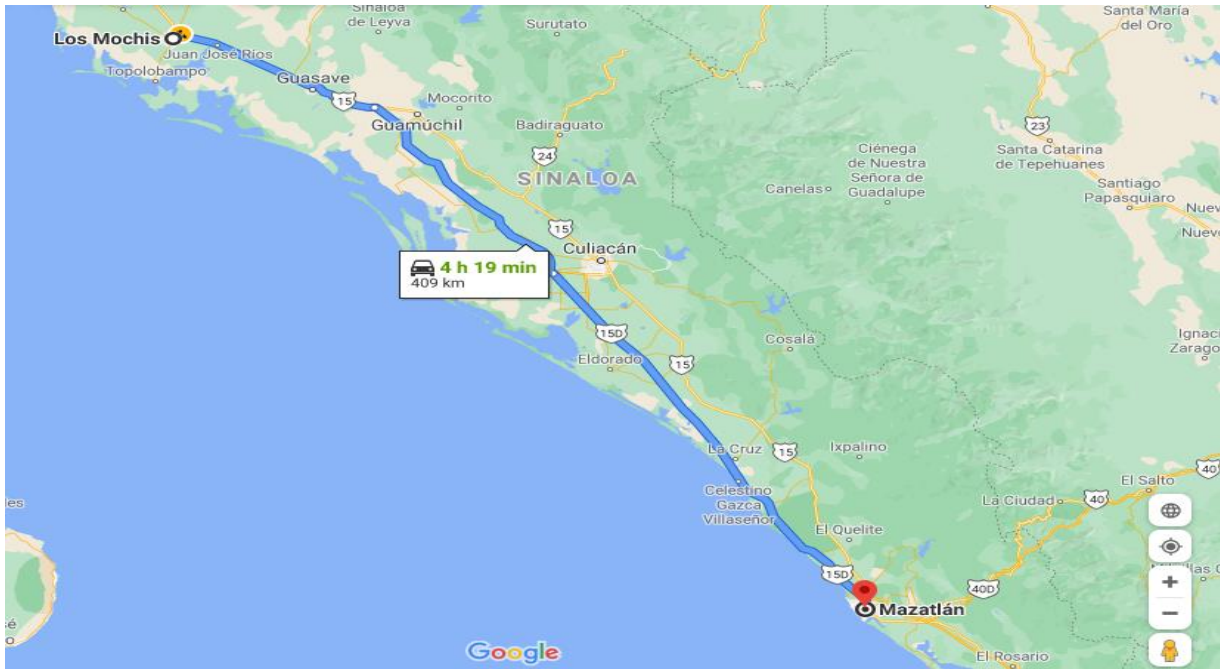 Sinaloa
de Leyva
Surutato
Santa María
del Oro
Los Mochis
Juan José Ríos
Topolobampo
Guasave
15
Mocorito
Guamúchil
Badiraguato
23
24
Ciénega
de Nuestra
Señora de
Guadalupe
Santa Catarina
de Tepehuanes
SINALOA
Canelas
Santiago
Papasquiaro
15
Culiacán
4 h 19 min
409 km
15D
Cosalá
Eldorado
15
La Cruz
15
Ixpalino
Celestino
Gazca
Villaseñor
El Quelite
La Ciudad
40
El Salto
40
15D
40D
Mazatlán
El Rosario
Google